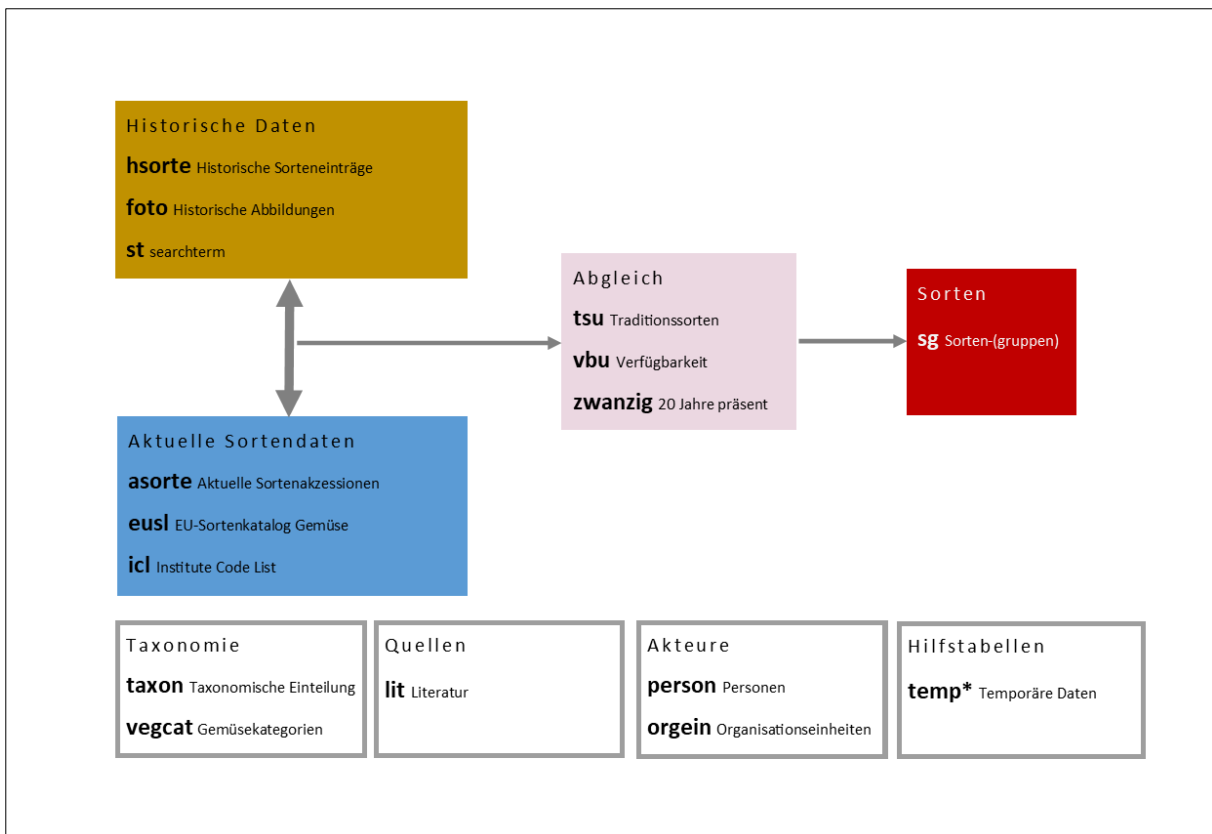 Historische Daten
hsorte Historische Sorteneinträge
foto Historische Abbildungen
st searchterm
Abgleich
tsu Traditionssorten
vbu Verfügbarkeit
zwanzig 20 Jahre präsent
Sorten
sg Sorten-(gruppen)
Aktuelle Sortendaten
asorte Aktuelle Sortenakzessionen
eusl EU-Sortenkatalog Gemüse
icl Institute Code List
Taxonomie
taxon Taxonomische Einteilung
vegcat Gemüsekategorien
Quellen
lit Literatur
Akteure
person Personen
orgein Organisationseinheiten
Hilfstabellen
temp* Temporäre Daten